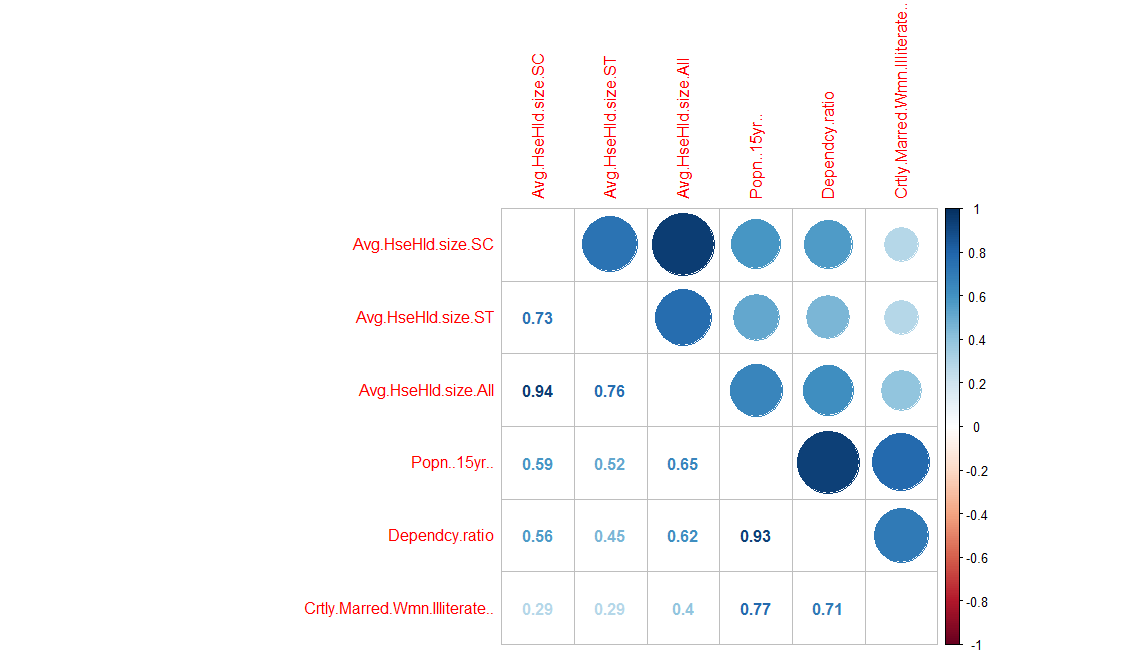 Avg.HseHld.size.SC
Avg.HseHld.size.ST
Avg.HseHld.size.All
Popn..15yr..
Dependcy.ratio
Crtly.Marred.Wmn.Illiterate..
Avg.HseHld.size.SC
Avg.HseHld.size.ST
0.73
Avg.HseHld.size.All
0.94 0.76
Popn..15yr..
0.59 0.52 0.65
Dependcy.ratio
0.56 0.45 0.62 0.93
Crtly.Marred.Wmn.Illiterate..
0.29 0.29 0.4 0.77 0.71
1
0.8
0.6
0.4
0.2
0
-0.2
-0.4
-0.6
-0.8
-1